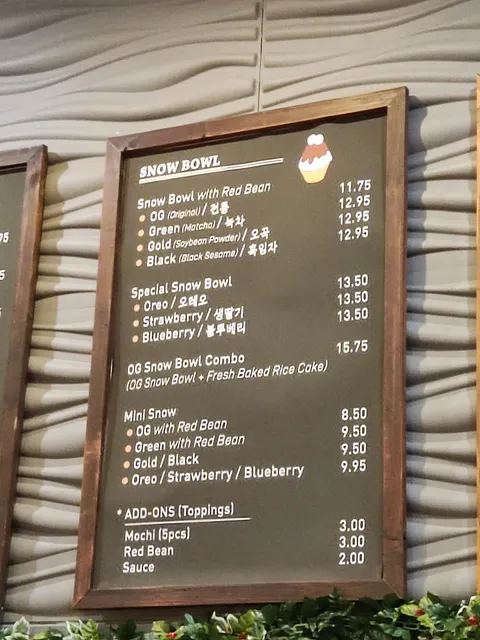 SNOW BOWL
Snow Bowl with Red Bean
OG (Original) / 전통 11.75
Green (Matcha) / 녹차 12.95
Gold (Soybean Powder) / 오곡 12.95
Black (Black Sesame) / 흑임자 12.95
Special Snow Bowl
Oreo / 오레오 13.50
Strawberry / 생딸기 13.50
Blueberry / 블루베리 13.50
OG Snow Bowl Combo 15.75
(OG Snow Bowl + Fresh Baked Rice Cake)
Mini Snow
OG with Red Bean 8.50
Green with Red Bean 9.50
Gold / Black 9.50
Oreo / Strawberry / Blueberry 9.95
* ADD-ONS (Toppings)
Mochi (5pcs) 3.00
Red Bean 3.00
Sauce 2.00